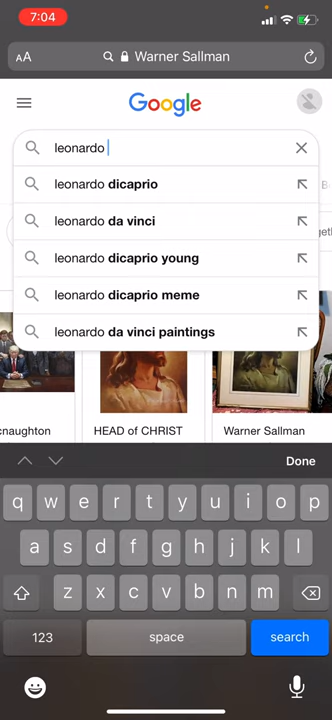 7:04
AA Warner Sallman
Google
leonardo
leonardo dicaprio
leonardo da vinci
leonardo dicaprio young
leonardo dicaprio meme
leonardo da vinci paintings
cnaughton HEAD of CHRIST Warner Sallman
Done
q w e r t y u i o p
a s d f g h j k l
z x c v b n m
123 space search